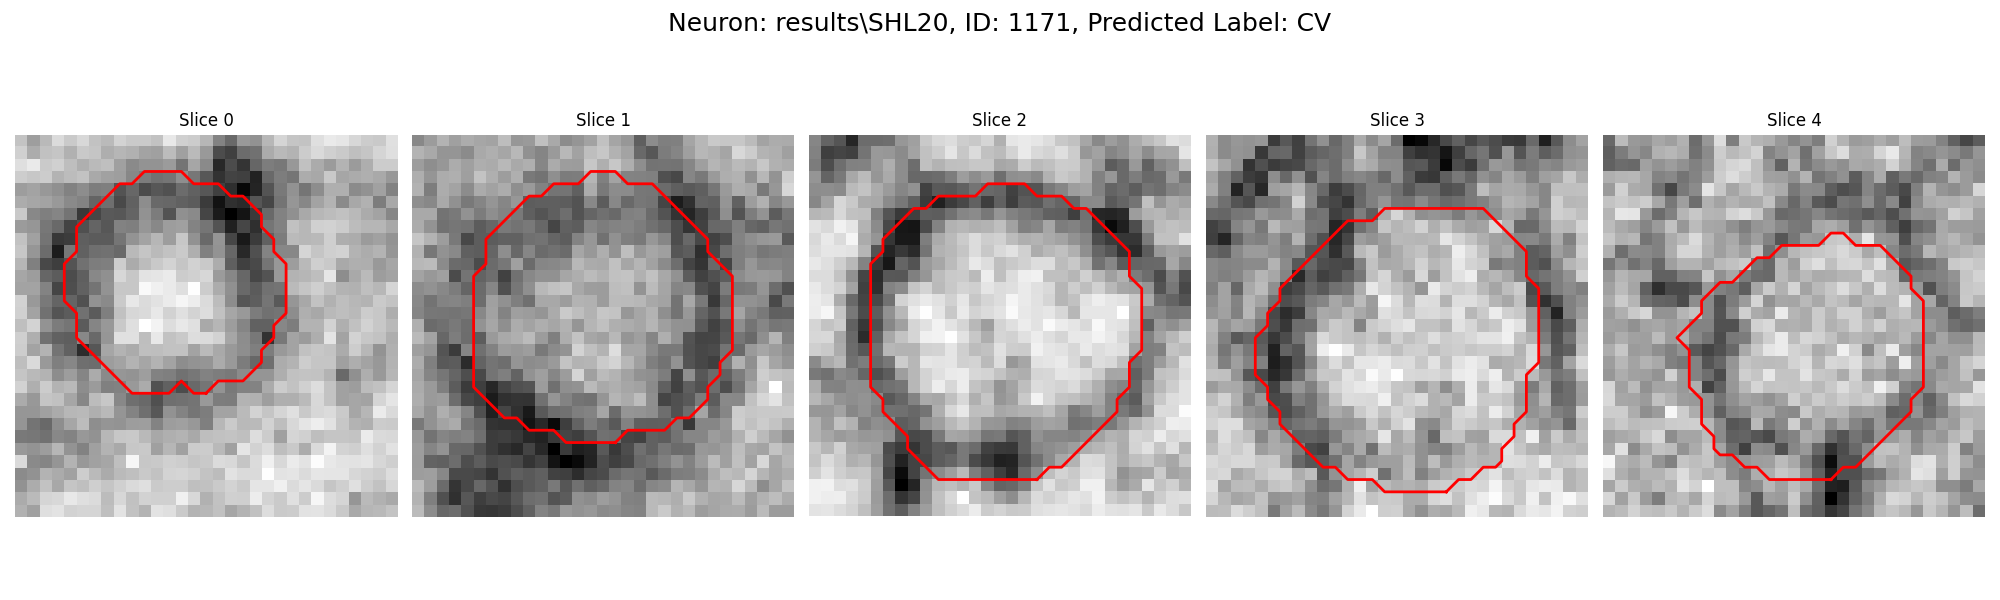 Neuron: results\SHL20, ID: 1171, Predicted Label: CV
Slice 0
Slice 1
Slice 2
Slice 3
Slice 4